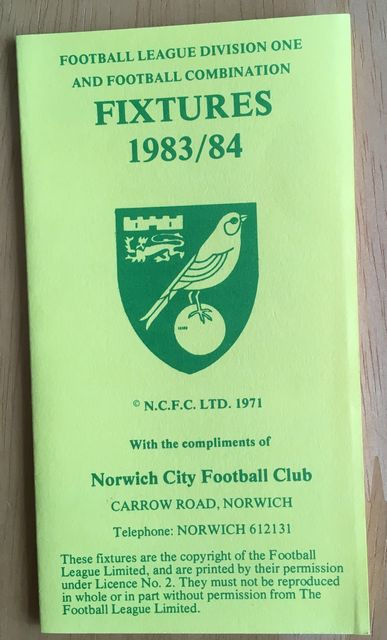 FOOTBALL LEAGUE DIVISION ONE
AND FOOTBALL COMBINATION
FIXTURES
1983/84
© N.C.F.C. LTD. 1971
With the compliments of
Norwich City Football Club
CARROW ROAD, NORWICH
Telephone: NORWICH 612131
These fixtures are the copyright of the Football
League Limited, and are printed by their permission
under Licence No. 2. They must not be reproduced
in whole or in part without permission from The
Football League Limited.